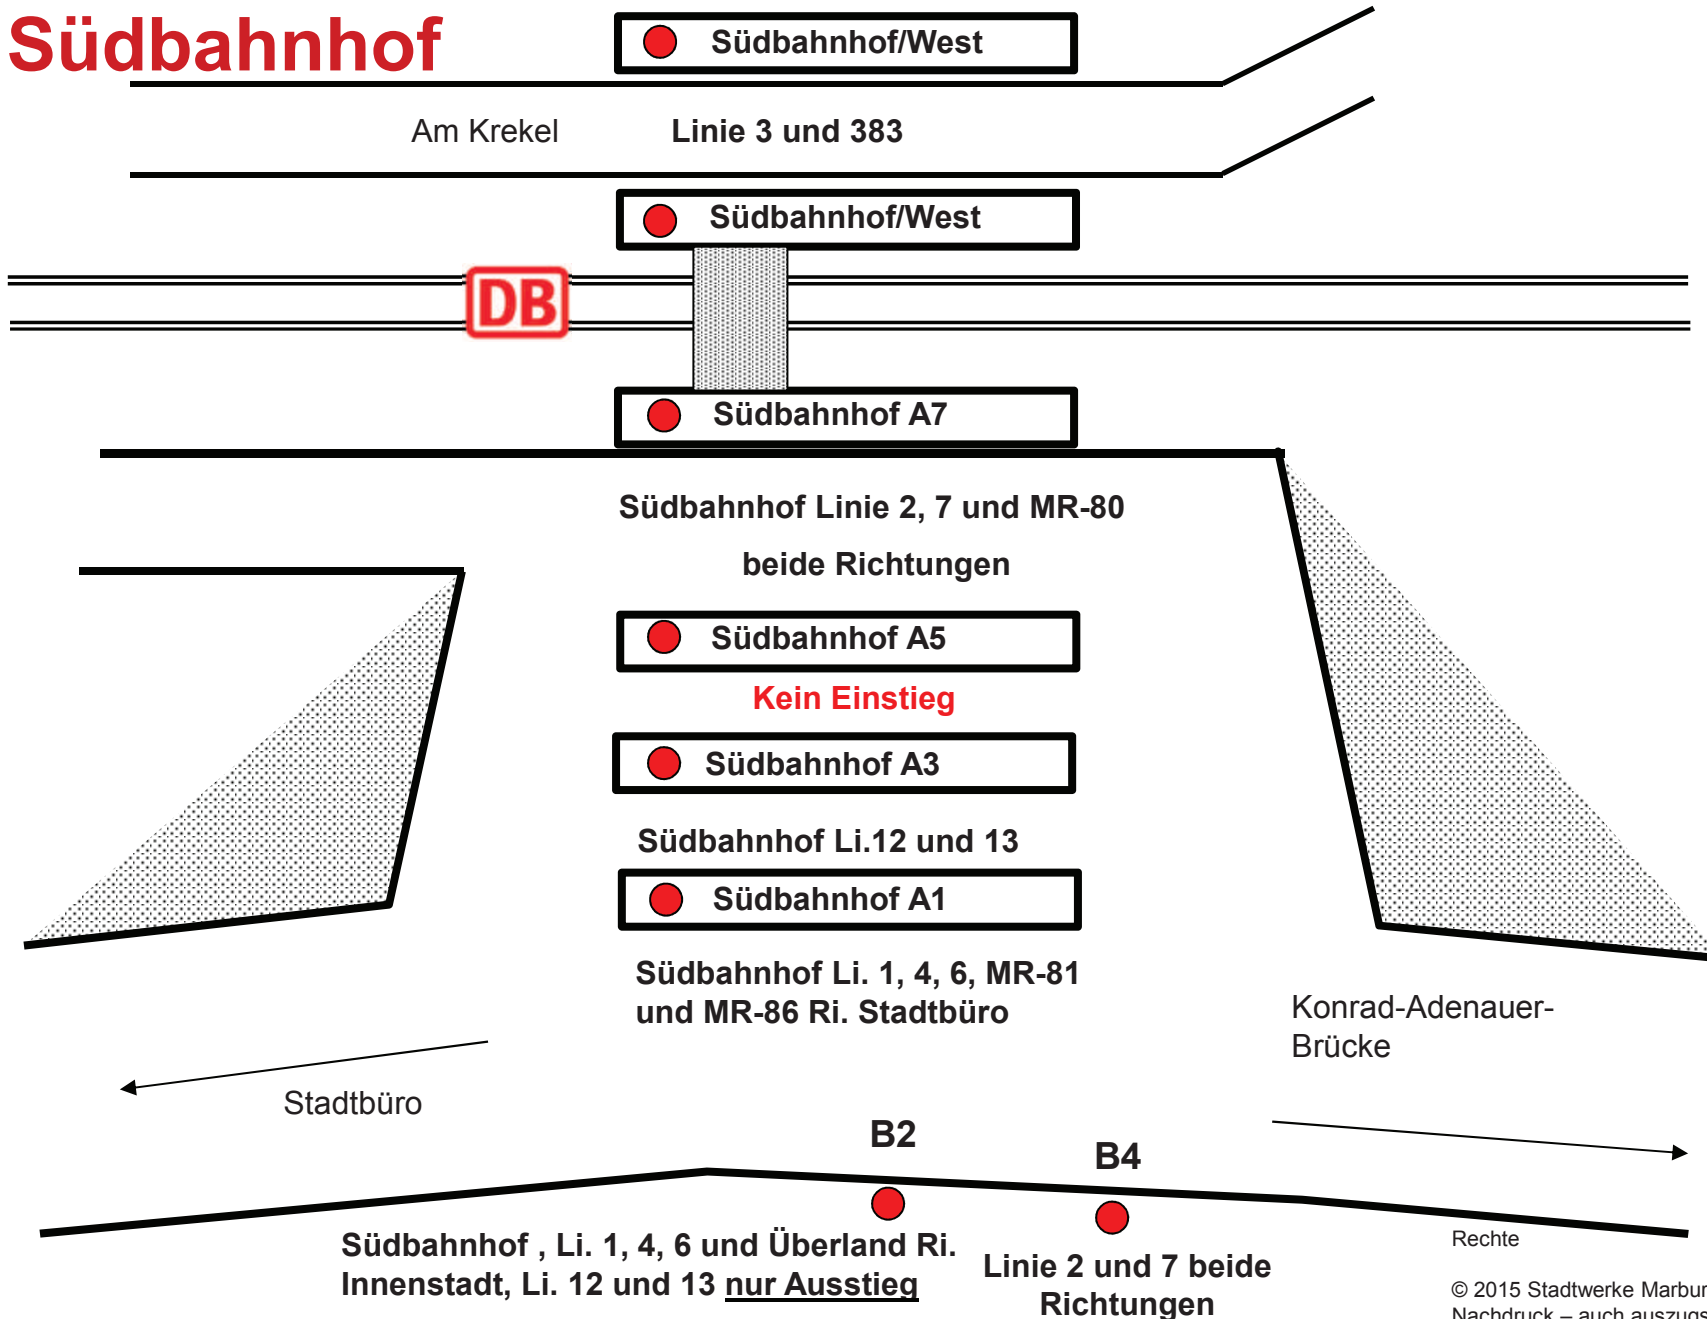 Südbahnhof
Südbahnhof/West
Am Krekel
Linie 3 und 383
Südbahnhof/West
DB
Südbahnhof A7
Südbahnhof Linie 2, 7 und MR-80
beide Richtungen
Südbahnhof A5
Kein Einstieg
Südbahnhof A3
Südbahnhof Li.12 und 13
Südbahnhof A1
Südbahnhof Li. 1, 4, 6, MR-81
und MR-86 Ri. Stadtbüro
Konrad-Adenauer-
Brücke
Stadtbüro
B2
B4
Südbahnhof , Li. 1, 4, 6 und Überland Ri.
Innenstadt, Li. 12 und 13 nur Ausstieg
Linie 2 und 7 beide
Richtungen
Rechte
© 2015 Stadtwerke Marbur
Nachdruck – auch auszugs